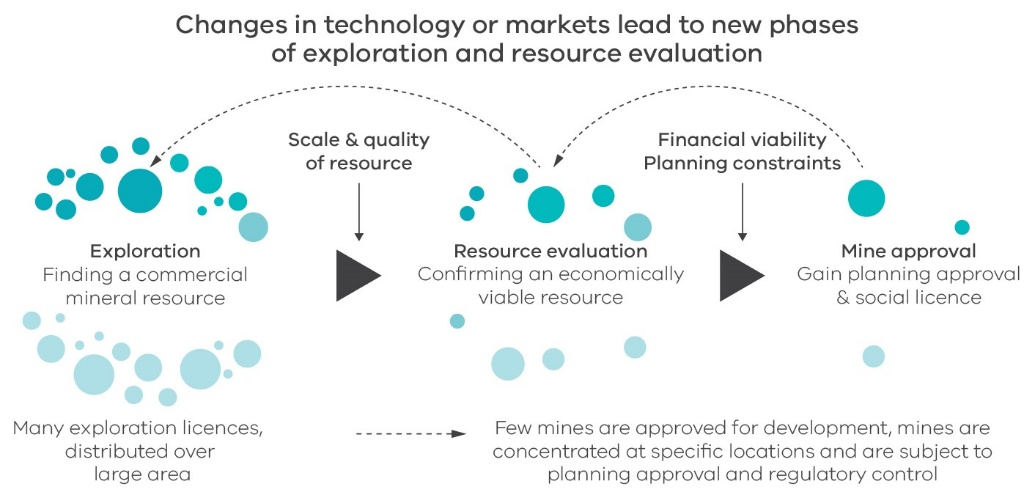 Changes in technology or markets lead to new phases
of exploration and resource evaluation
Scale & quality
of resource
Financial viability
Planning constraints
Exploration
Finding a commercial
mineral resource
Resource evaluation
Confirming an economically
viable resource
Mine approval
Gain planning approval
& social licence
Many exploration licences,
distributed over
large area
Few mines are approved for development, mines are
concentrated at specific locations and are subject to
planning approval and regulatory control